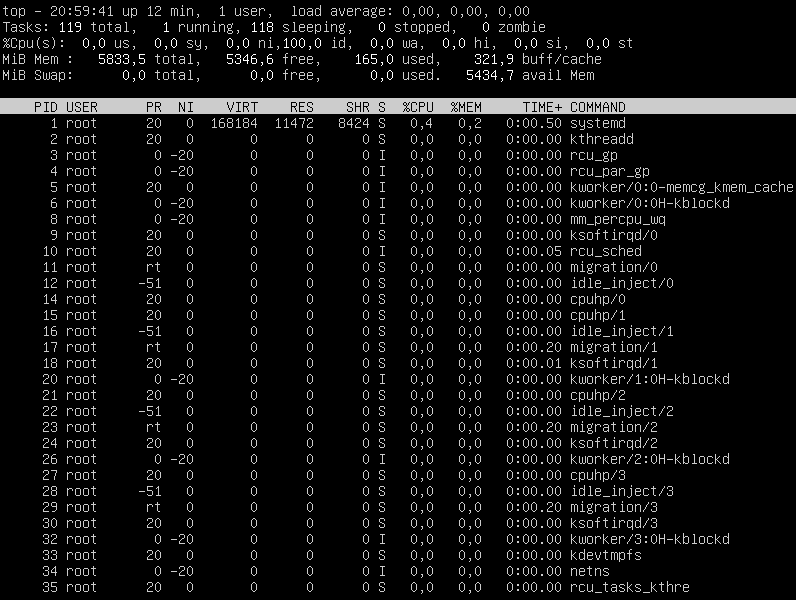 top - 20:59:41 up 12 min,  1 user,  load average: 0,00, 0,00, 0,00
Tasks: 119 total,   1 running, 118 sleeping,   0 stopped,   0 zombie
%Cpu(s):  0,0 us,  0,0 sy,  0,0 ni,100,0 id,  0,0 wa,  0,0 hi,  0,0 si,  0,0 st
MiB Mem :   5833,5 total,   5346,6 free,    165,0 used,    321,9 buff/cache
MiB Swap:      0,0 total,      0,0 free,      0,0 used.   5434,7 avail Mem
PID USER      PR  NI    VIRT    RES    SHR S  %CPU  %MEM     TIME+ COMMAND
1 root      20   0  168184  11472   8424 S   0,4   0,2   0:00.50 systemd
2 root      20   0       0      0      0 S   0,0   0,0   0:00.00 kthreadd
3 root       0 -20       0      0      0 I   0,0   0,0   0:00.00 rcu_gp
4 root       0 -20       0      0      0 I   0,0   0,0   0:00.00 rcu_par_gp
5 root      20   0       0      0      0 I   0,0   0,0   0:00.00 kworker/0:0-memcg_kmem_cache
6 root       0 -20       0      0      0 I   0,0   0,0   0:00.00 kworker/0:0H-kblockd
8 root       0 -20       0      0      0 I   0,0   0,0   0:00.00 mm_percpu_wq
9 root      20   0       0      0      0 S   0,0   0,0   0:00.00 ksoftirqd/0
10 root      20   0       0      0      0 I   0,0   0,0   0:00.05 rcu_sched
11 root      rt   0       0      0      0 S   0,0   0,0   0:00.00 migration/0
12 root     -51   0       0      0      0 S   0,0   0,0   0:00.00 idle_inject/0
14 root      20   0       0      0      0 S   0,0   0,0   0:00.00 cpuhp/0
15 root      20   0       0      0      0 S   0,0   0,0   0:00.00 cpuhp/1
16 root     -51   0       0      0      0 S   0,0   0,0   0:00.00 idle_inject/1
17 root      rt   0       0      0      0 S   0,0   0,0   0:00.20 migration/1
18 root      20   0       0      0      0 S   0,0   0,0   0:00.01 ksoftirqd/1
20 root       0 -20       0      0      0 I   0,0   0,0   0:00.00 kworker/1:0H-kblockd
21 root      20   0       0      0      0 S   0,0   0,0   0:00.00 cpuhp/2
22 root     -51   0       0      0      0 S   0,0   0,0   0:00.00 idle_inject/2
23 root      rt   0       0      0      0 S   0,0   0,0   0:00.20 migration/2
24 root      20   0       0      0      0 S   0,0   0,0   0:00.00 ksoftirqd/2
26 root       0 -20       0      0      0 I   0,0   0,0   0:00.00 kworker/2:0H-kblockd
27 root      20   0       0      0      0 S   0,0   0,0   0:00.00 cpuhp/3
28 root     -51   0       0      0      0 S   0,0   0,0   0:00.00 idle_inject/3
29 root      rt   0       0      0      0 S   0,0   0,0   0:00.20 migration/3
30 root      20   0       0      0      0 S   0,0   0,0   0:00.00 ksoftirqd/3
32 root       0 -20       0      0      0 I   0,0   0,0   0:00.00 kworker/3:0H-kblockd
33 root      20   0       0      0      0 S   0,0   0,0   0:00.00 kdevtmpfs
34 root       0 -20       0      0      0 I   0,0   0,0   0:00.00 netns
35 root      20   0       0      0      0 S   0,0   0,0   0:00.00 rcu_tasks_kthre